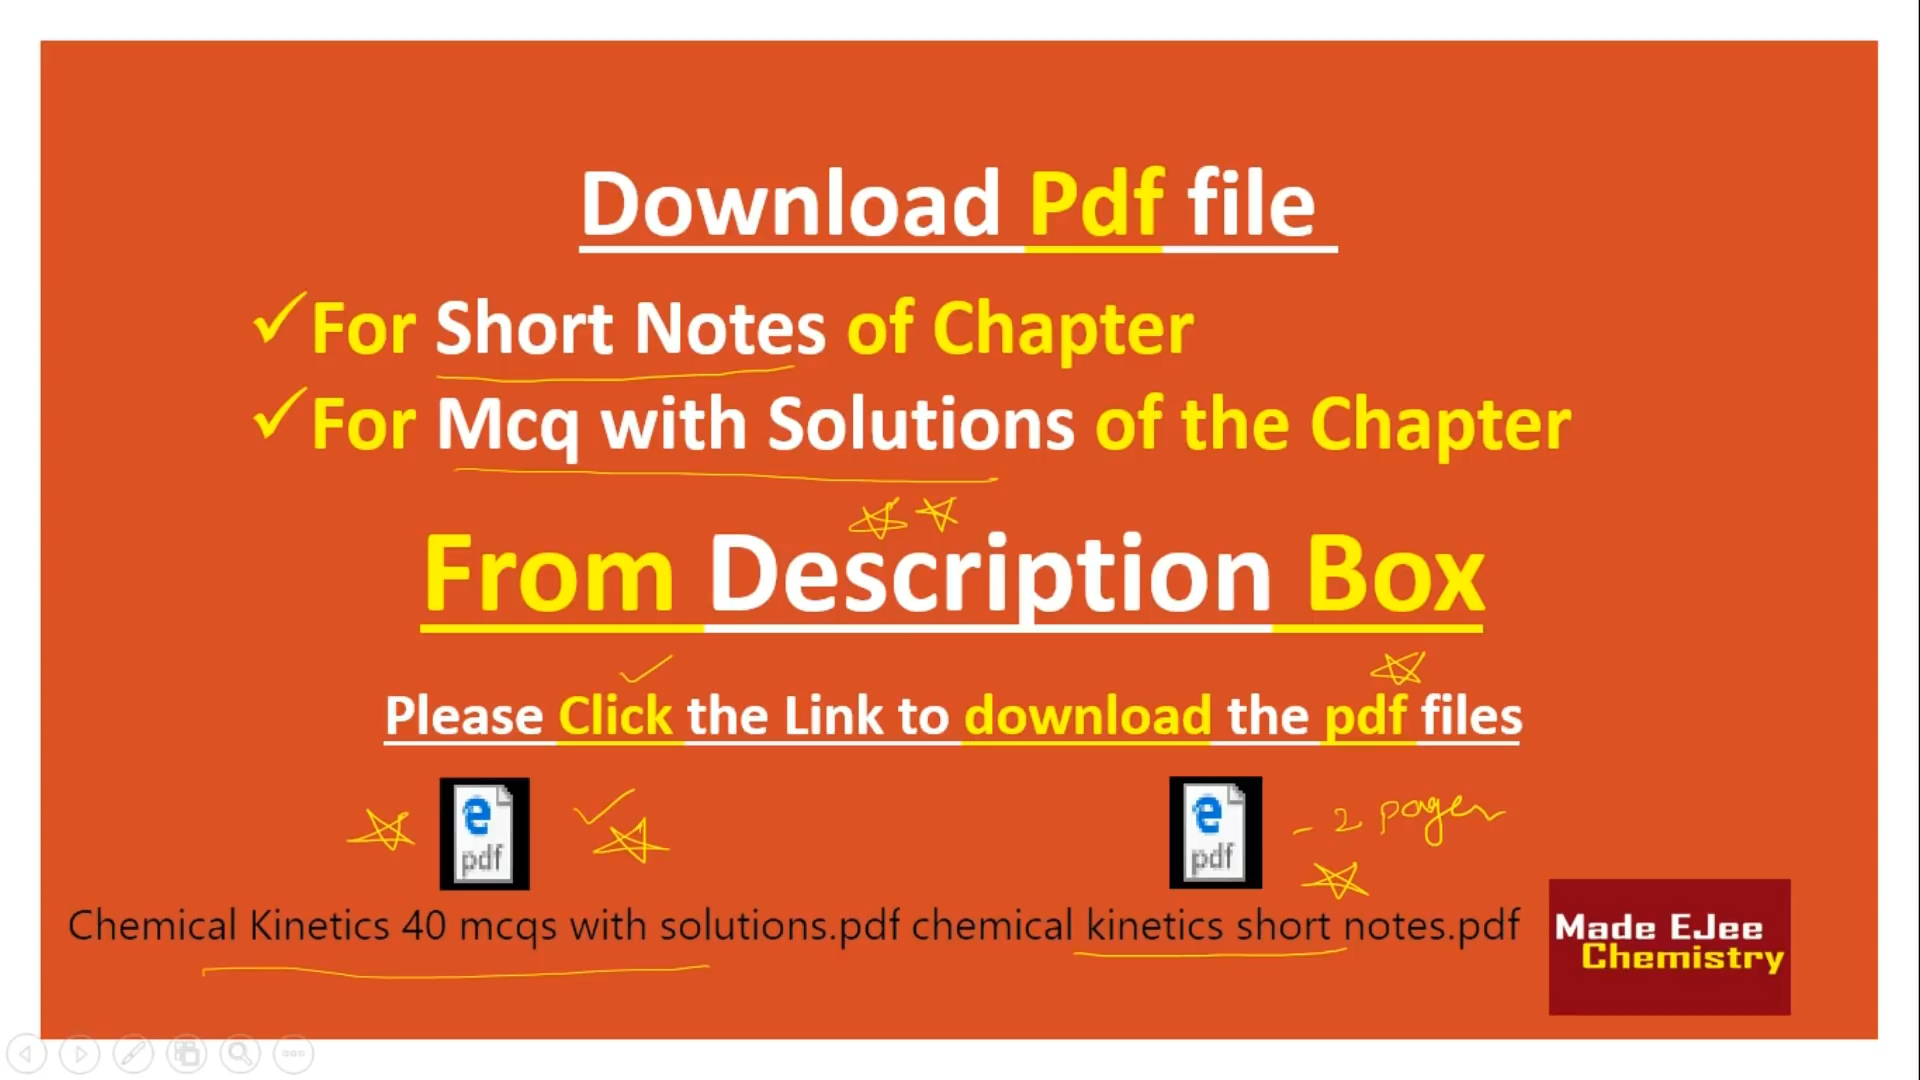 Download Pdf file
✓For Short Notes of Chapter
✓For Mcq with Solutions of the Chapter
From Description Box
Please Click the Link to download the pdf files
pdf
pdf
- 2 pages
Chemical Kinetics 40 mcqs with solutions.pdf
chemical kinetics short notes.pdf
Made EJee
Chemistry